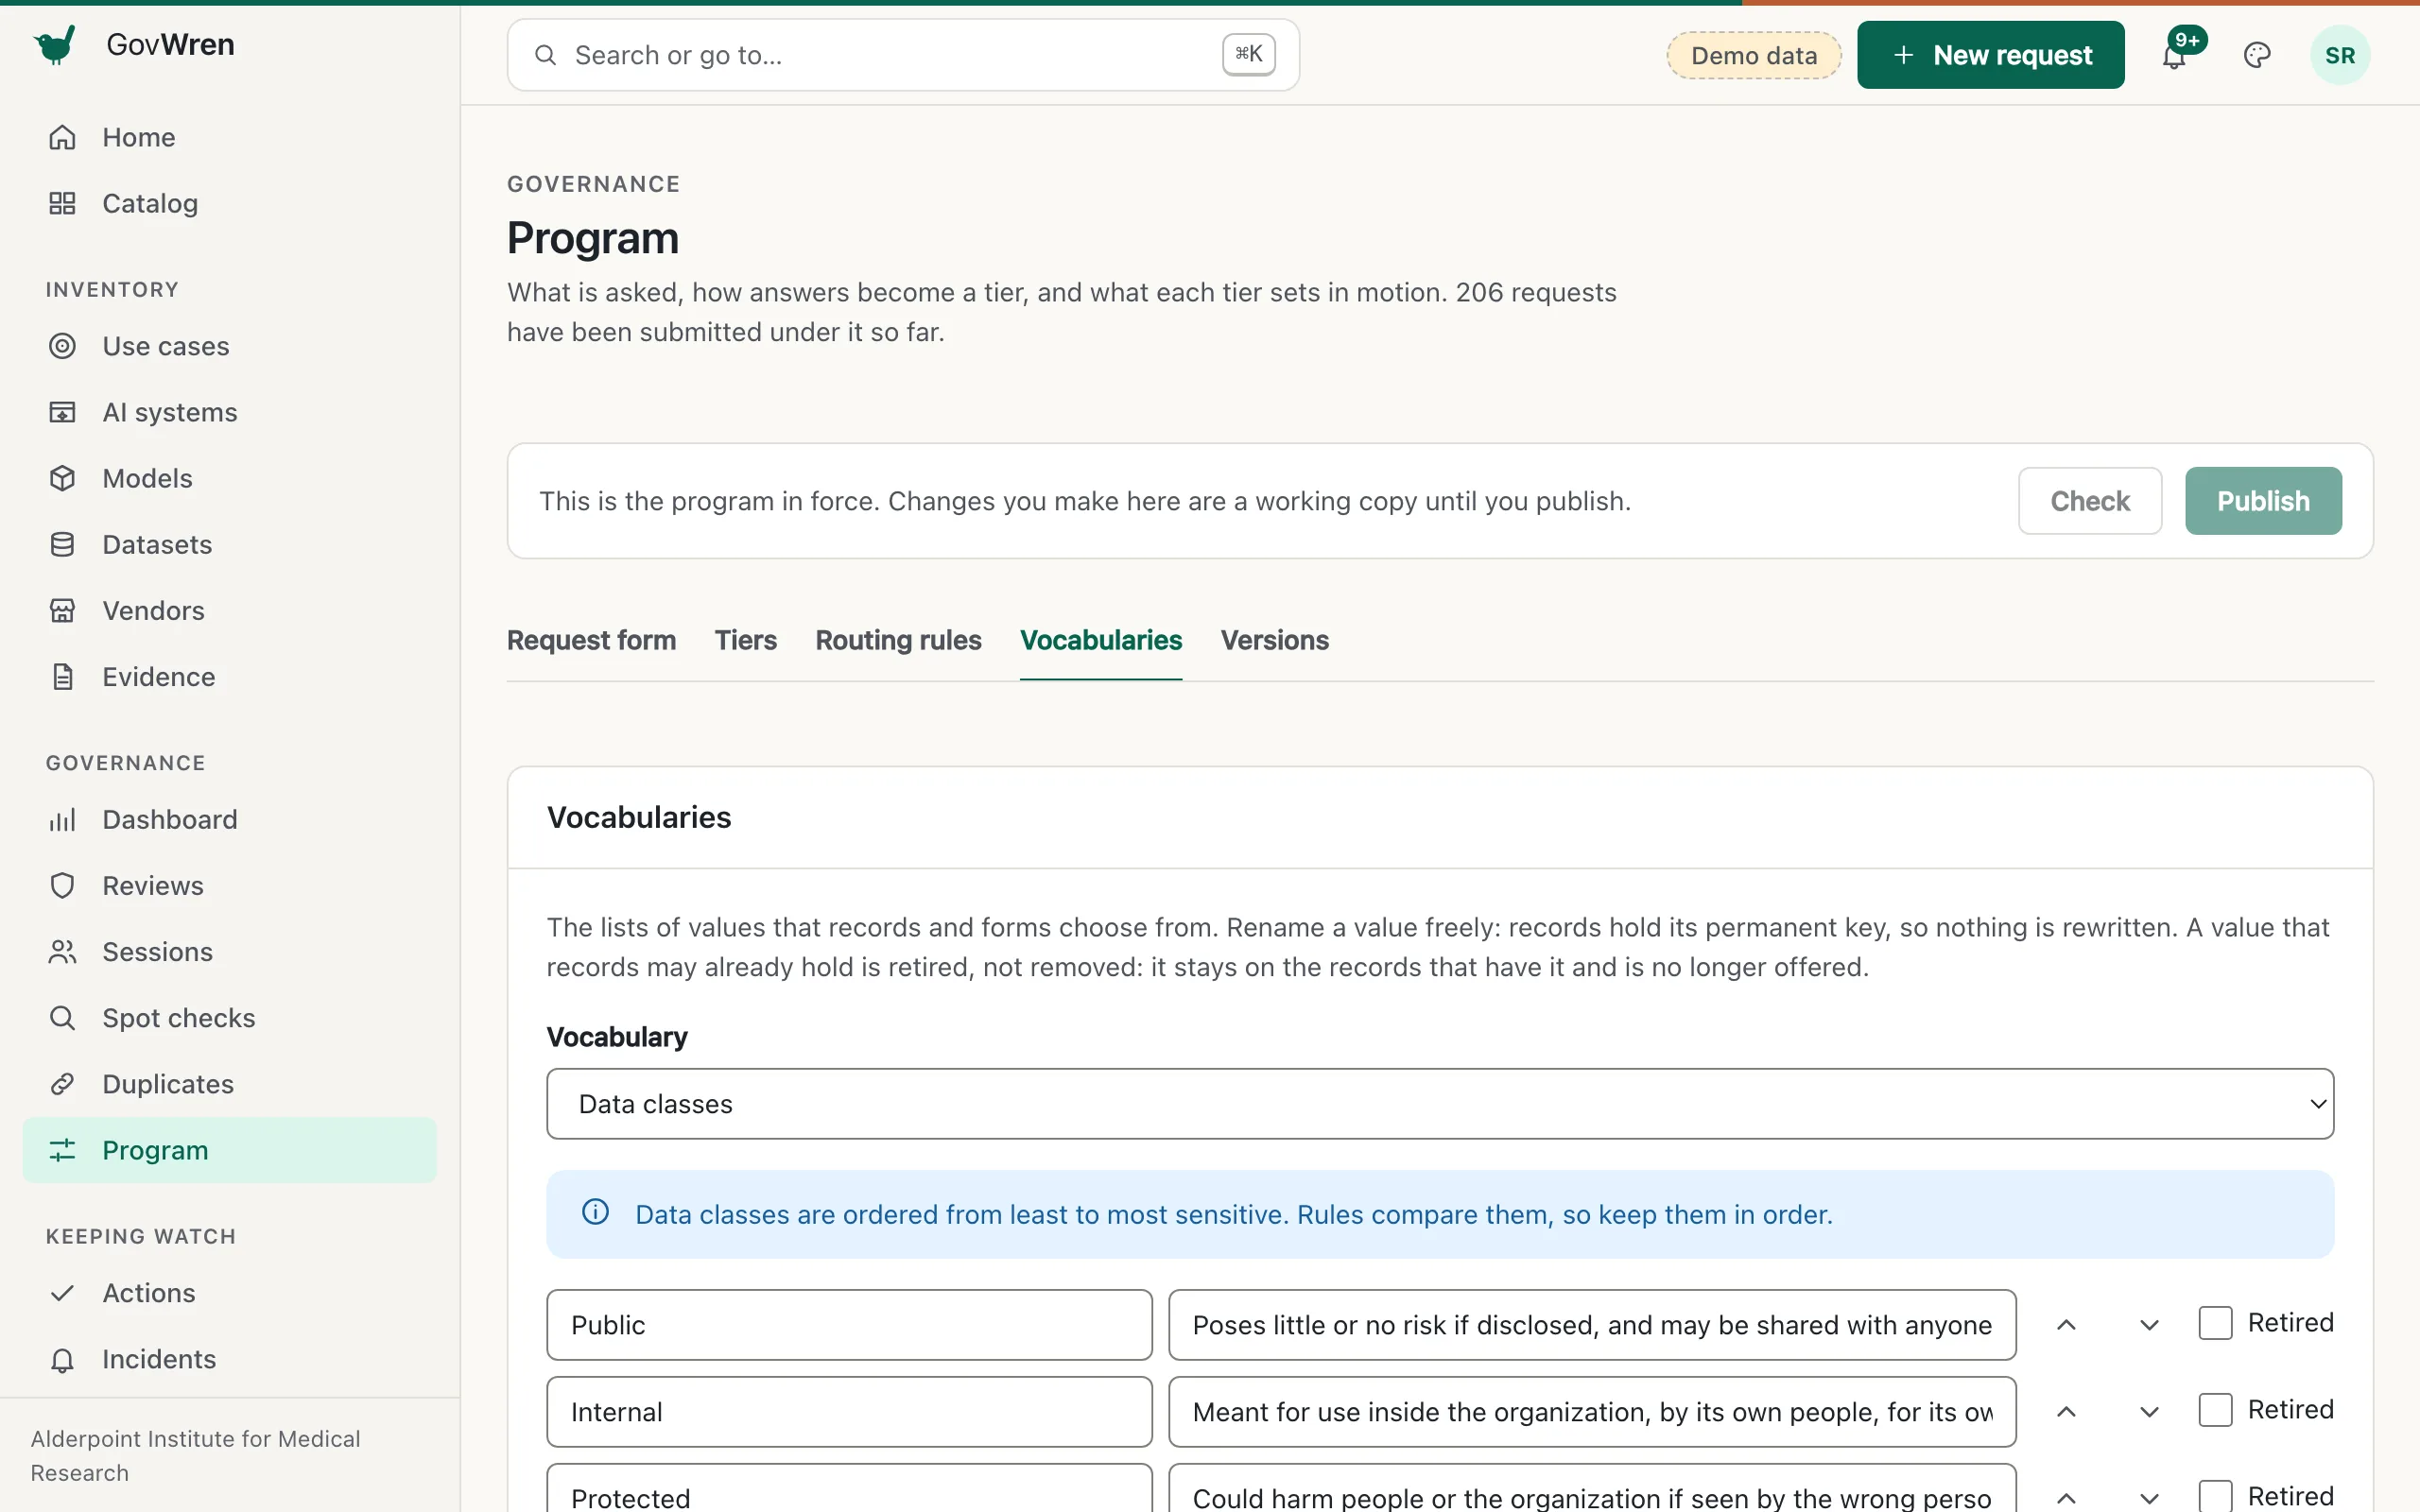 GovWren
Search or go to...
⌘K
Demo data
+ New request
9+
SR
Home
Catalog
INVENTORY
Use cases
AI systems
Models
Datasets
Vendors
Evidence
GOVERNANCE
Dashboard
Reviews
Sessions
Spot checks
Duplicates
Program
KEEPING WATCH
Actions
Incidents
Alderpoint Institute for Medical
Research
GOVERNANCE
Program
What is asked, how answers become a tier, and what each tier sets in motion. 206 requests
have been submitted under it so far.
This is the program in force. Changes you make here are a working copy until you publish.
Check
Publish
Request form
Tiers
Routing rules
Vocabularies
Versions
Vocabularies
The lists of values that records and forms choose from. Rename a value freely: records hold its permanent key, so nothing is rewritten. A value that
records may already hold is retired, not removed: it stays on the records that have it and is no longer offered.
Vocabulary
Data classes
Data classes are ordered from least to most sensitive. Rules compare them, so keep them in order.
Public
Poses little or no risk if disclosed, and may be shared with anyone
Retired
Internal
Meant for use inside the organization, by its own people, for its ow
Retired
Protected
Could harm people or the organization if seen by the wrong perso
Retired